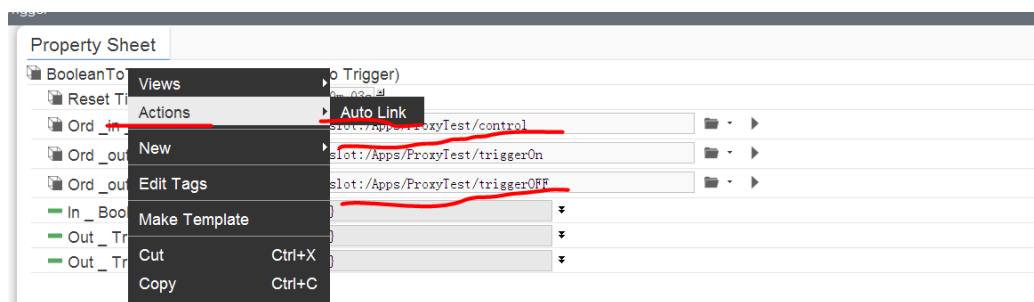 Property Sheet
BooleanTo
o Trigger)
Views
Reset Ti
Actions
Auto Link
Ord _in_
slot:/Apps/ProxyTest/control
New
Ord _out
slot:/Apps/ProxyTest/triggerOn
Edit Tags
Ord _out
slot:/Apps/ProxyTest/triggerOFF
In _ Bool
Make Template
Out _ Tr
Cut Ctrl+X
Out _ Tr
Copy Ctrl+C